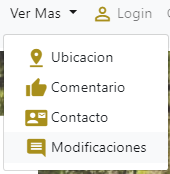 Ver Mas Login
Ubicacion
Comentario
Contacto
Modificaciones